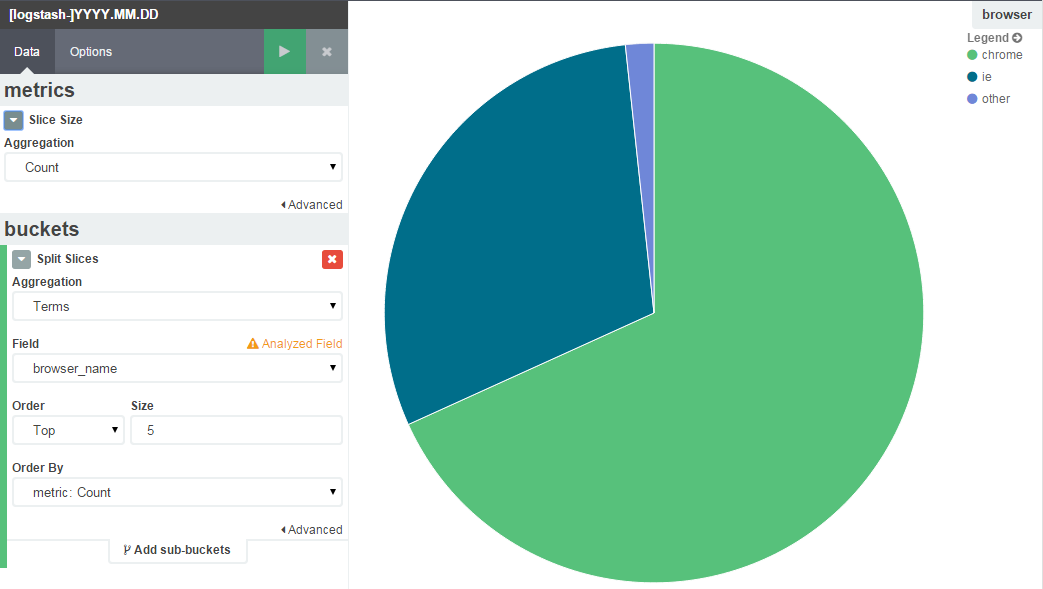 [logstash-]YYYY.MM.DD
Data Options
metrics
Slice Size
Aggregation
Count
Advanced
buckets
Split Slices
Aggregation
Terms
Field Analyzed Field
browser_name
Order Size
Top 5
Order By
metric: Count
Advanced
Add sub-buckets
browser
Legend
chrome
ie
other